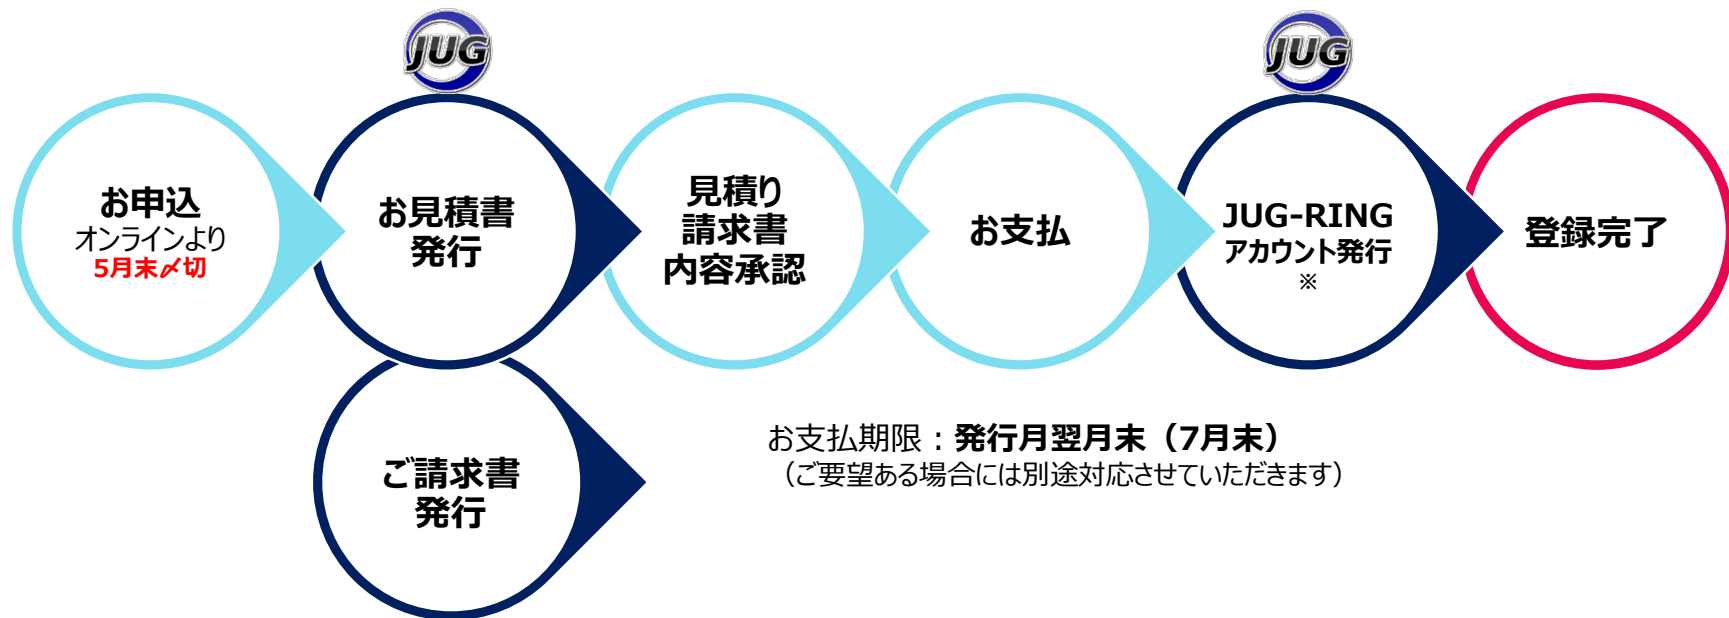 JUG
JUG
お申込
オンラインより
5月末〆切
お見積書
発行
見積り
請求書
内容承認
お支払
JUG-RING
アカウント発行
※
登録完了
ご請求書
発行
お支払期限：発行月翌月末（7月末）
（ご要望ある場合には別途対応させていただきます）